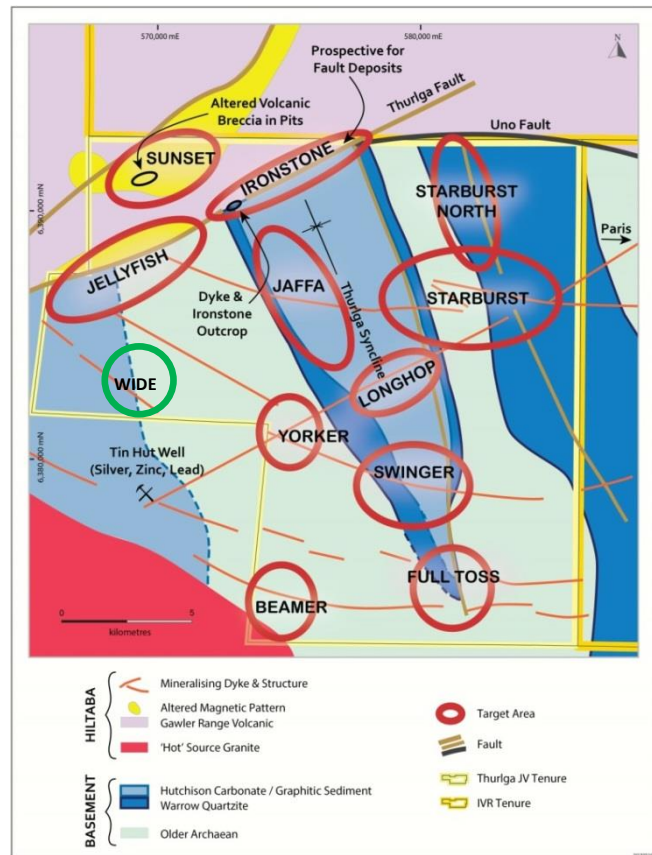 570,000 mE
580,000 mE
N
Prospective for
Fault Deposits
Thurlga Fault
Altered Volcanic
Breccia in Pits
Uno Fault
SUNSET
IRONSTONE
STARBURST
NORTH
6,390,000 mN
Paris
JELLYFISH
JAFFA
STARBURST
Dyke &
Ironstone
Outcrop
Thurlga Syncline
WIDE
LONGHOP
YORKER
6,380,000 mN
Tin Hut Well
(Silver, Zinc, Lead)
SWINGER
FULL TOSS
BEAMER
0
5
kilometres
HILTABA
Mineralising Dyke & Structure
Altered Magnetic Pattern
Gawler Range Volcanic
'Hot' Source Granite
BASEMENT
Hutchison Carbonate / Graphitic Sediment
Warrow Quartzite
Older Archaean
Target Area
Fault
Thurlga JV Tenure
IVR Tenure